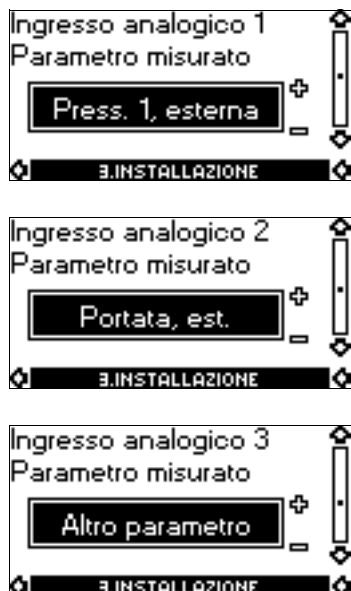 Ingresso analogico 1
Parametro misurato
Press. 1, esterna
3.INSTALLAZIONE
Ingresso analogico 2
Parametro misurato
Portata, est.
3.INSTALLAZIONE
Ingresso analogico 3
Parametro misurato
Altro parametro
3.INSTALLAZIONE